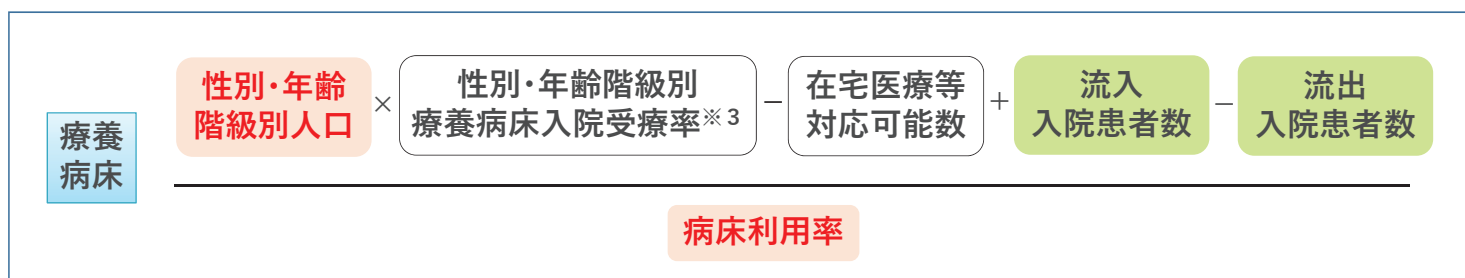 療養
病床
性別・年齢
階級別人口
×
性別・年齢階級別
療養病床入院受療率※3
−
在宅医療等
対応可能数
+
流入
入院患者数
−
流出
入院患者数
病床利用率